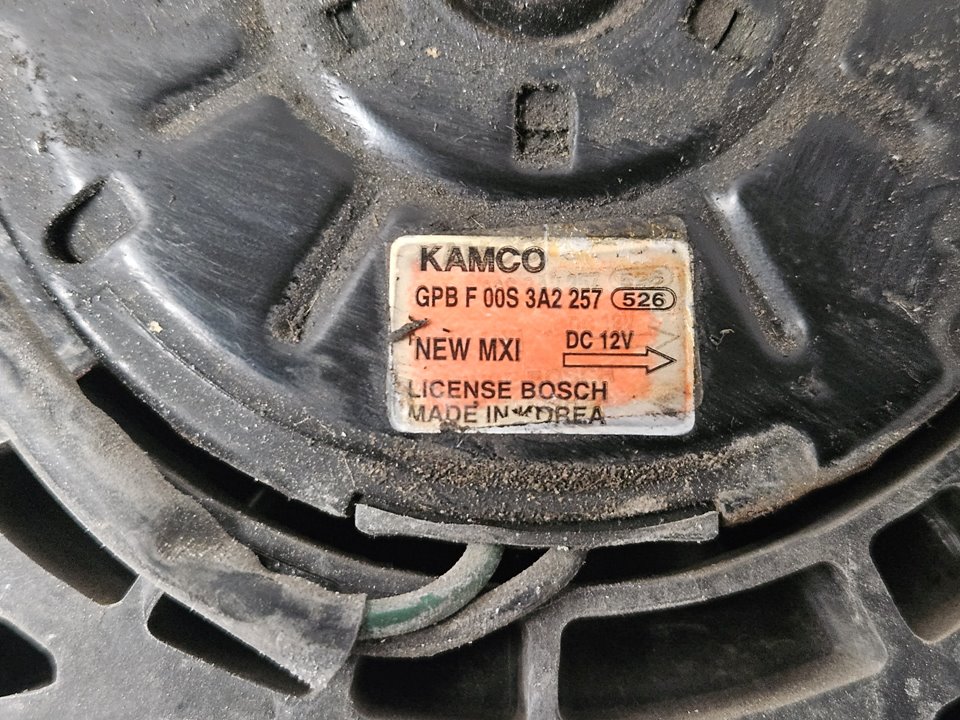 KAMCO
GPB F 00S 3A2 257 526
NEW MXI DC 12V
LICENSE BOSCH
MADE IN KOREA